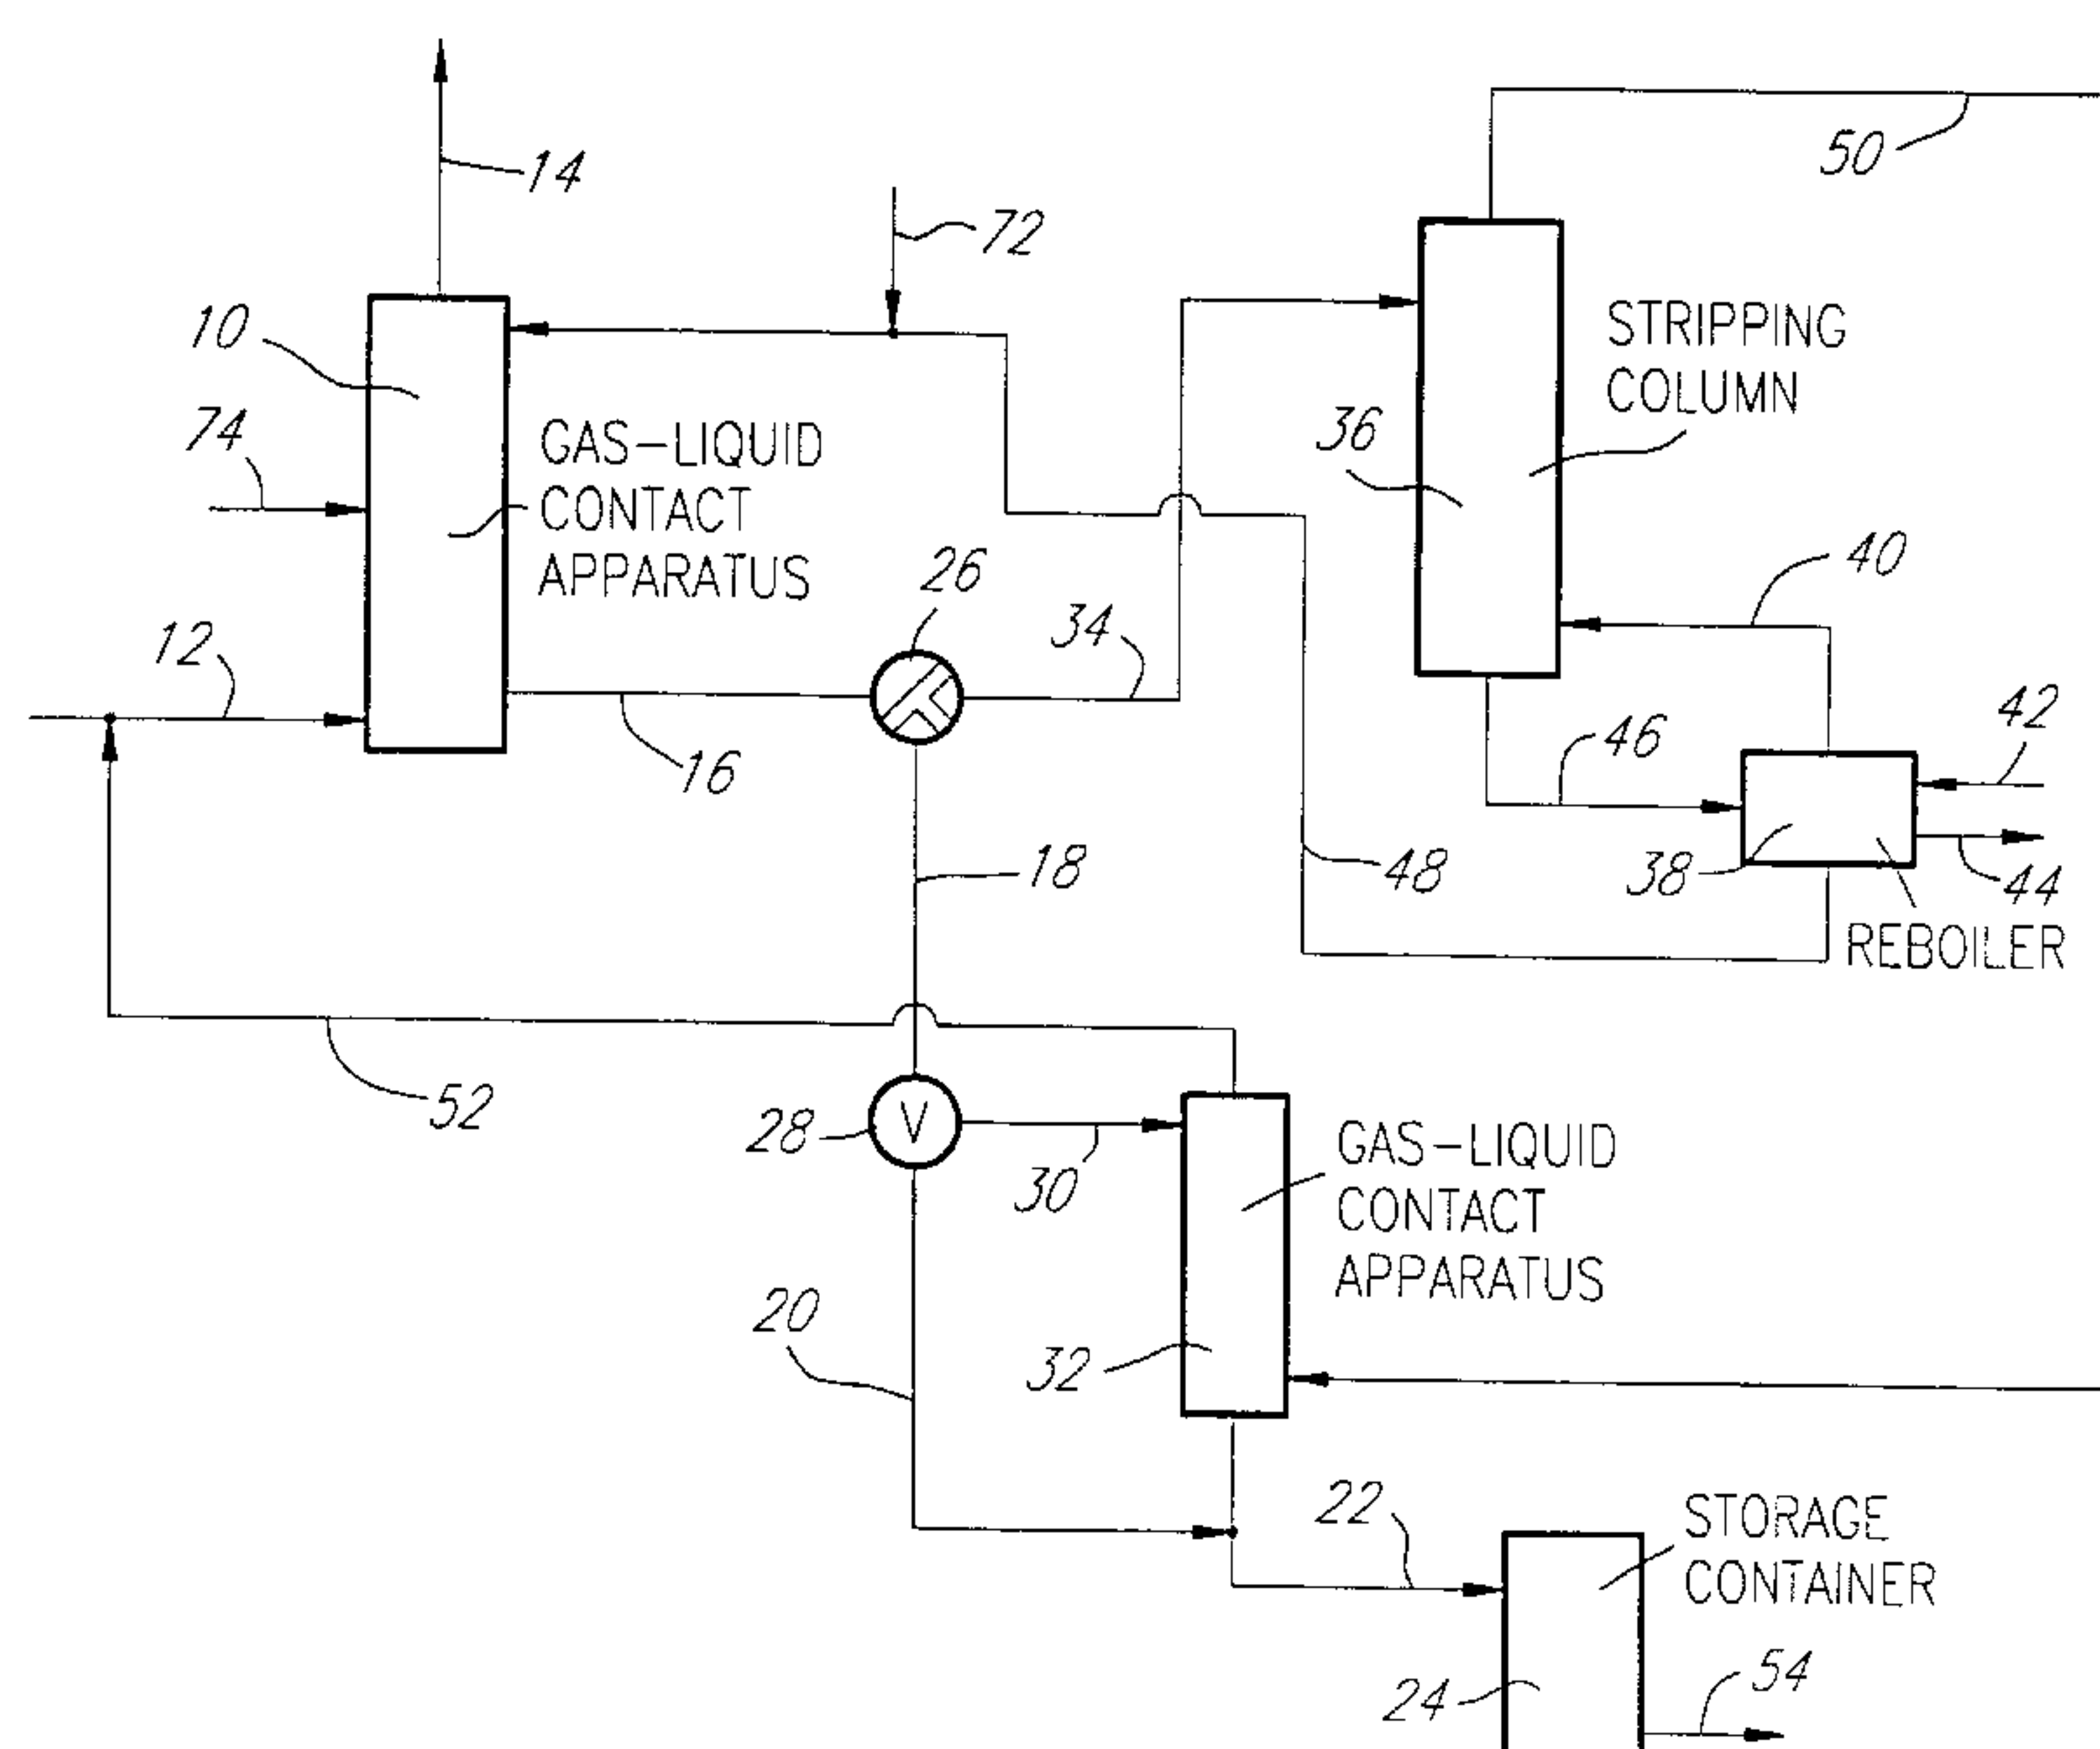 14
50
72
10
STRIPPING
COLUMN
74
GAS-LIQUID
CONTACT
APPARATUS
36
26
40
34
12
42
46
16
18
48
38
44
REBOILER
52
28
V
30
GAS-LIQUID
CONTACT
APPARATUS
20
32
22
STORAGE
CONTAINER
24
54